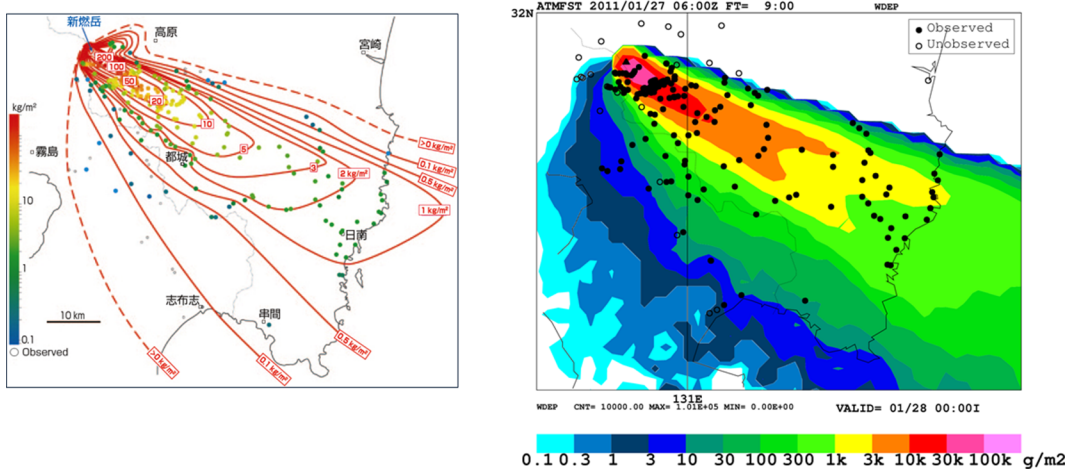 新燃岳
高原
宮崎
200
100
50
20
10
5
3
2 kg/m²
1 kg/m²
>0 kg/m²
0.1 kg/m²
0.5 kg/m²
kg/m²
霧島
都城
10
1
0.1
日南
志布志
串間
10 km
○ Observed
0.5 kg/m²
0.1 kg/m²
>0 kg/m²
ATMFST 2011/01/27 06:00Z FT= 9:00 WDEP
32N
● Observed
○ Unobserved
131E
WDEP CNT= 10000.00 MAX= 1.01E+05 MIN= 0.00E+00 VALID= 01/28 00:00I
0.1 0.3 1 3 10 30 100 300 1k 3k 10k 30k 100k g/m2